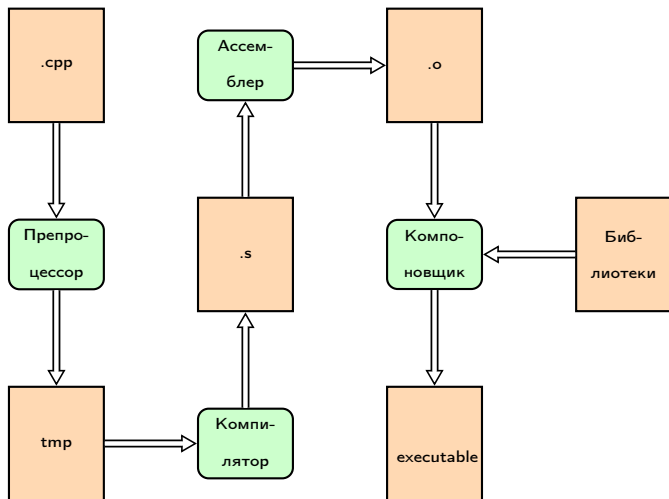 .cpp
Препро-
цессор
tmp
Компи-
лятор
.s
Ассем-
блер
.o
Компо-
новщик
Биб-
лиотеки
executable